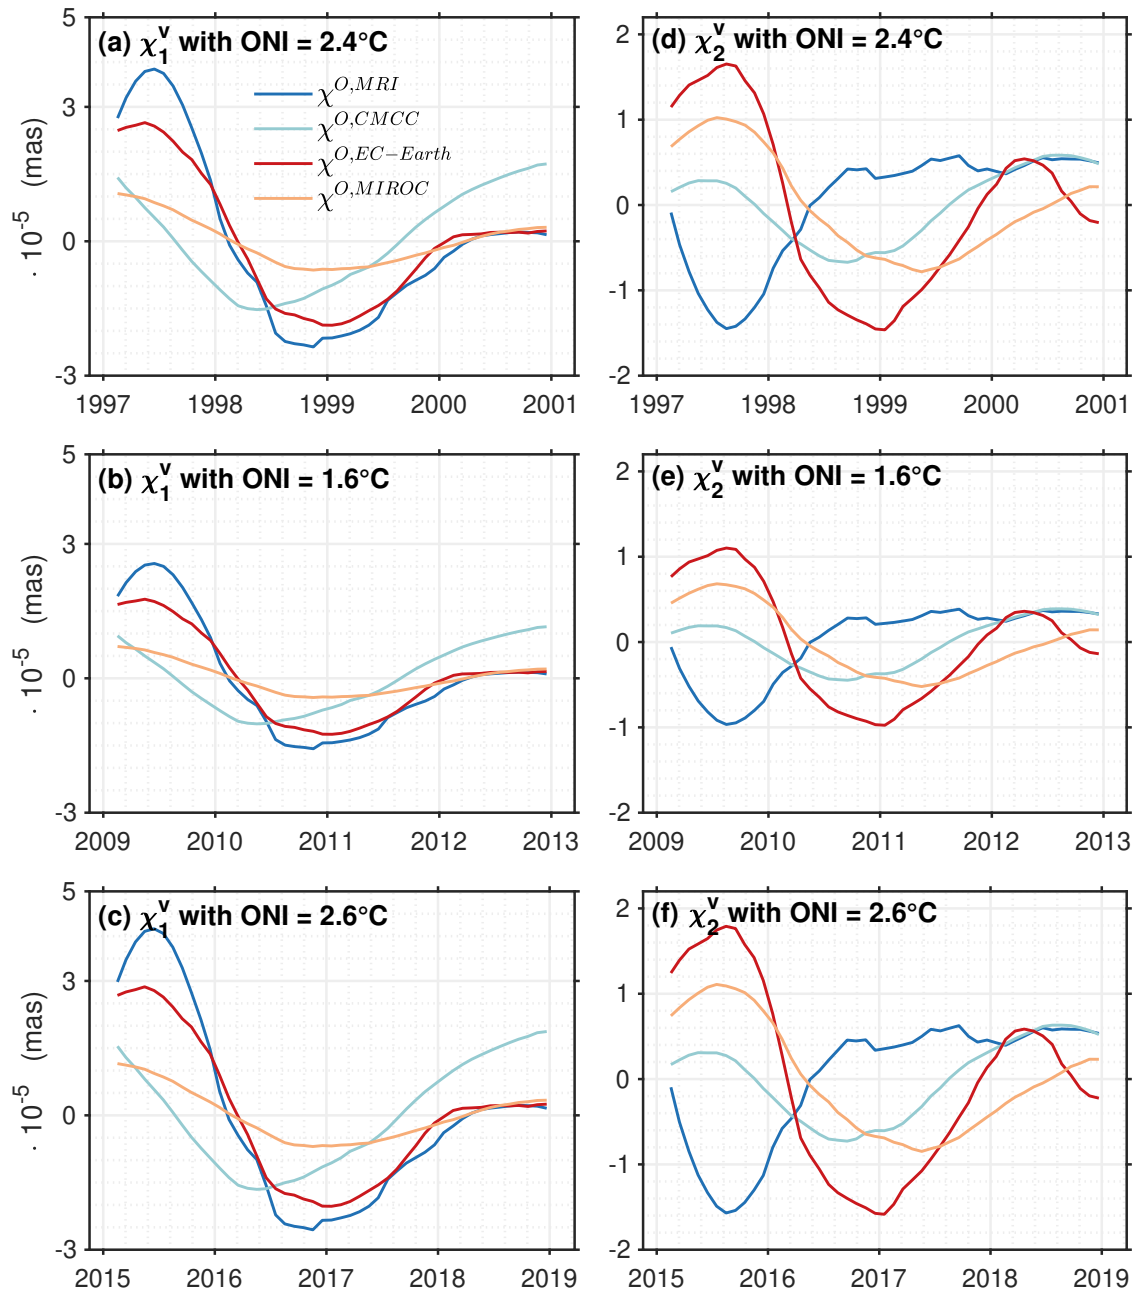 (a) χ₁ᵛ with ONI = 2.4°C
χ^{O,MRI}
χ^{O,CMCC}
χ^{O,EC−Earth}
χ^{O,MIROC}
5
3
0
-3
· 10⁻⁵ (mas)
1997 1998 1999 2000 2001
(d) χ₂ᵛ with ONI = 2.4°C
2
1
0
-1
-2
1997 1998 1999 2000 2001
(b) χ₁ᵛ with ONI = 1.6°C
5
3
0
-3
· 10⁻⁵ (mas)
2009 2010 2011 2012 2013
(e) χ₂ᵛ with ONI = 1.6°C
2
1
0
-1
-2
2009 2010 2011 2012 2013
(c) χ₁ᵛ with ONI = 2.6°C
5
3
0
-3
· 10⁻⁵ (mas)
2015 2016 2017 2018 2019
(f) χ₂ᵛ with ONI = 2.6°C
2
1
0
-1
-2
2015 2016 2017 2018 2019